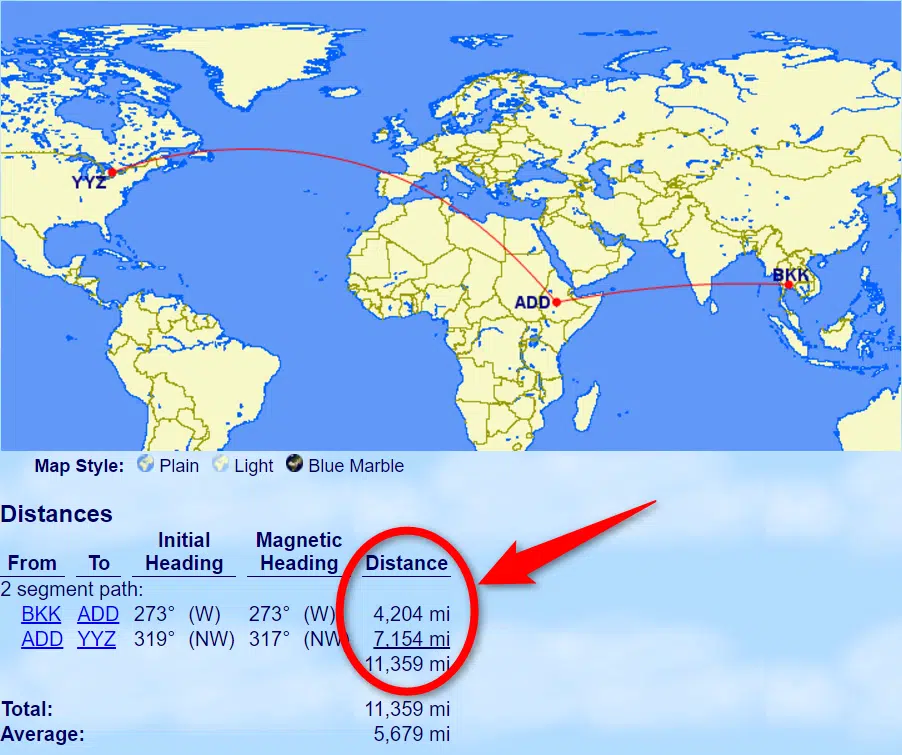 YYZ
BKK
ADD
Map Style: Plain Light Blue Marble
Distances
Initial Magnetic
From To Heading Heading Distance
2 segment path:
BKK ADD 273° (W) 273° (W) 4,204 mi
ADD YYZ 319° (NW) 317° (NW) 7,154 mi
11,359 mi
Total: 11,359 mi
Average: 5,679 mi